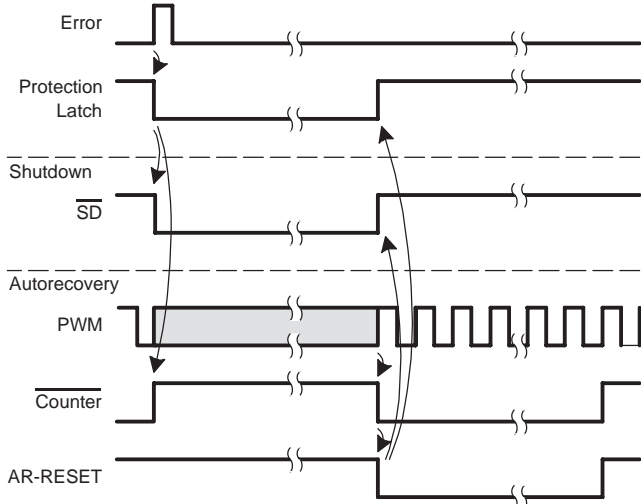 Error
Protection
Latch
Shutdown
SD
Autorecovery
PWM
Counter
AR-RESET